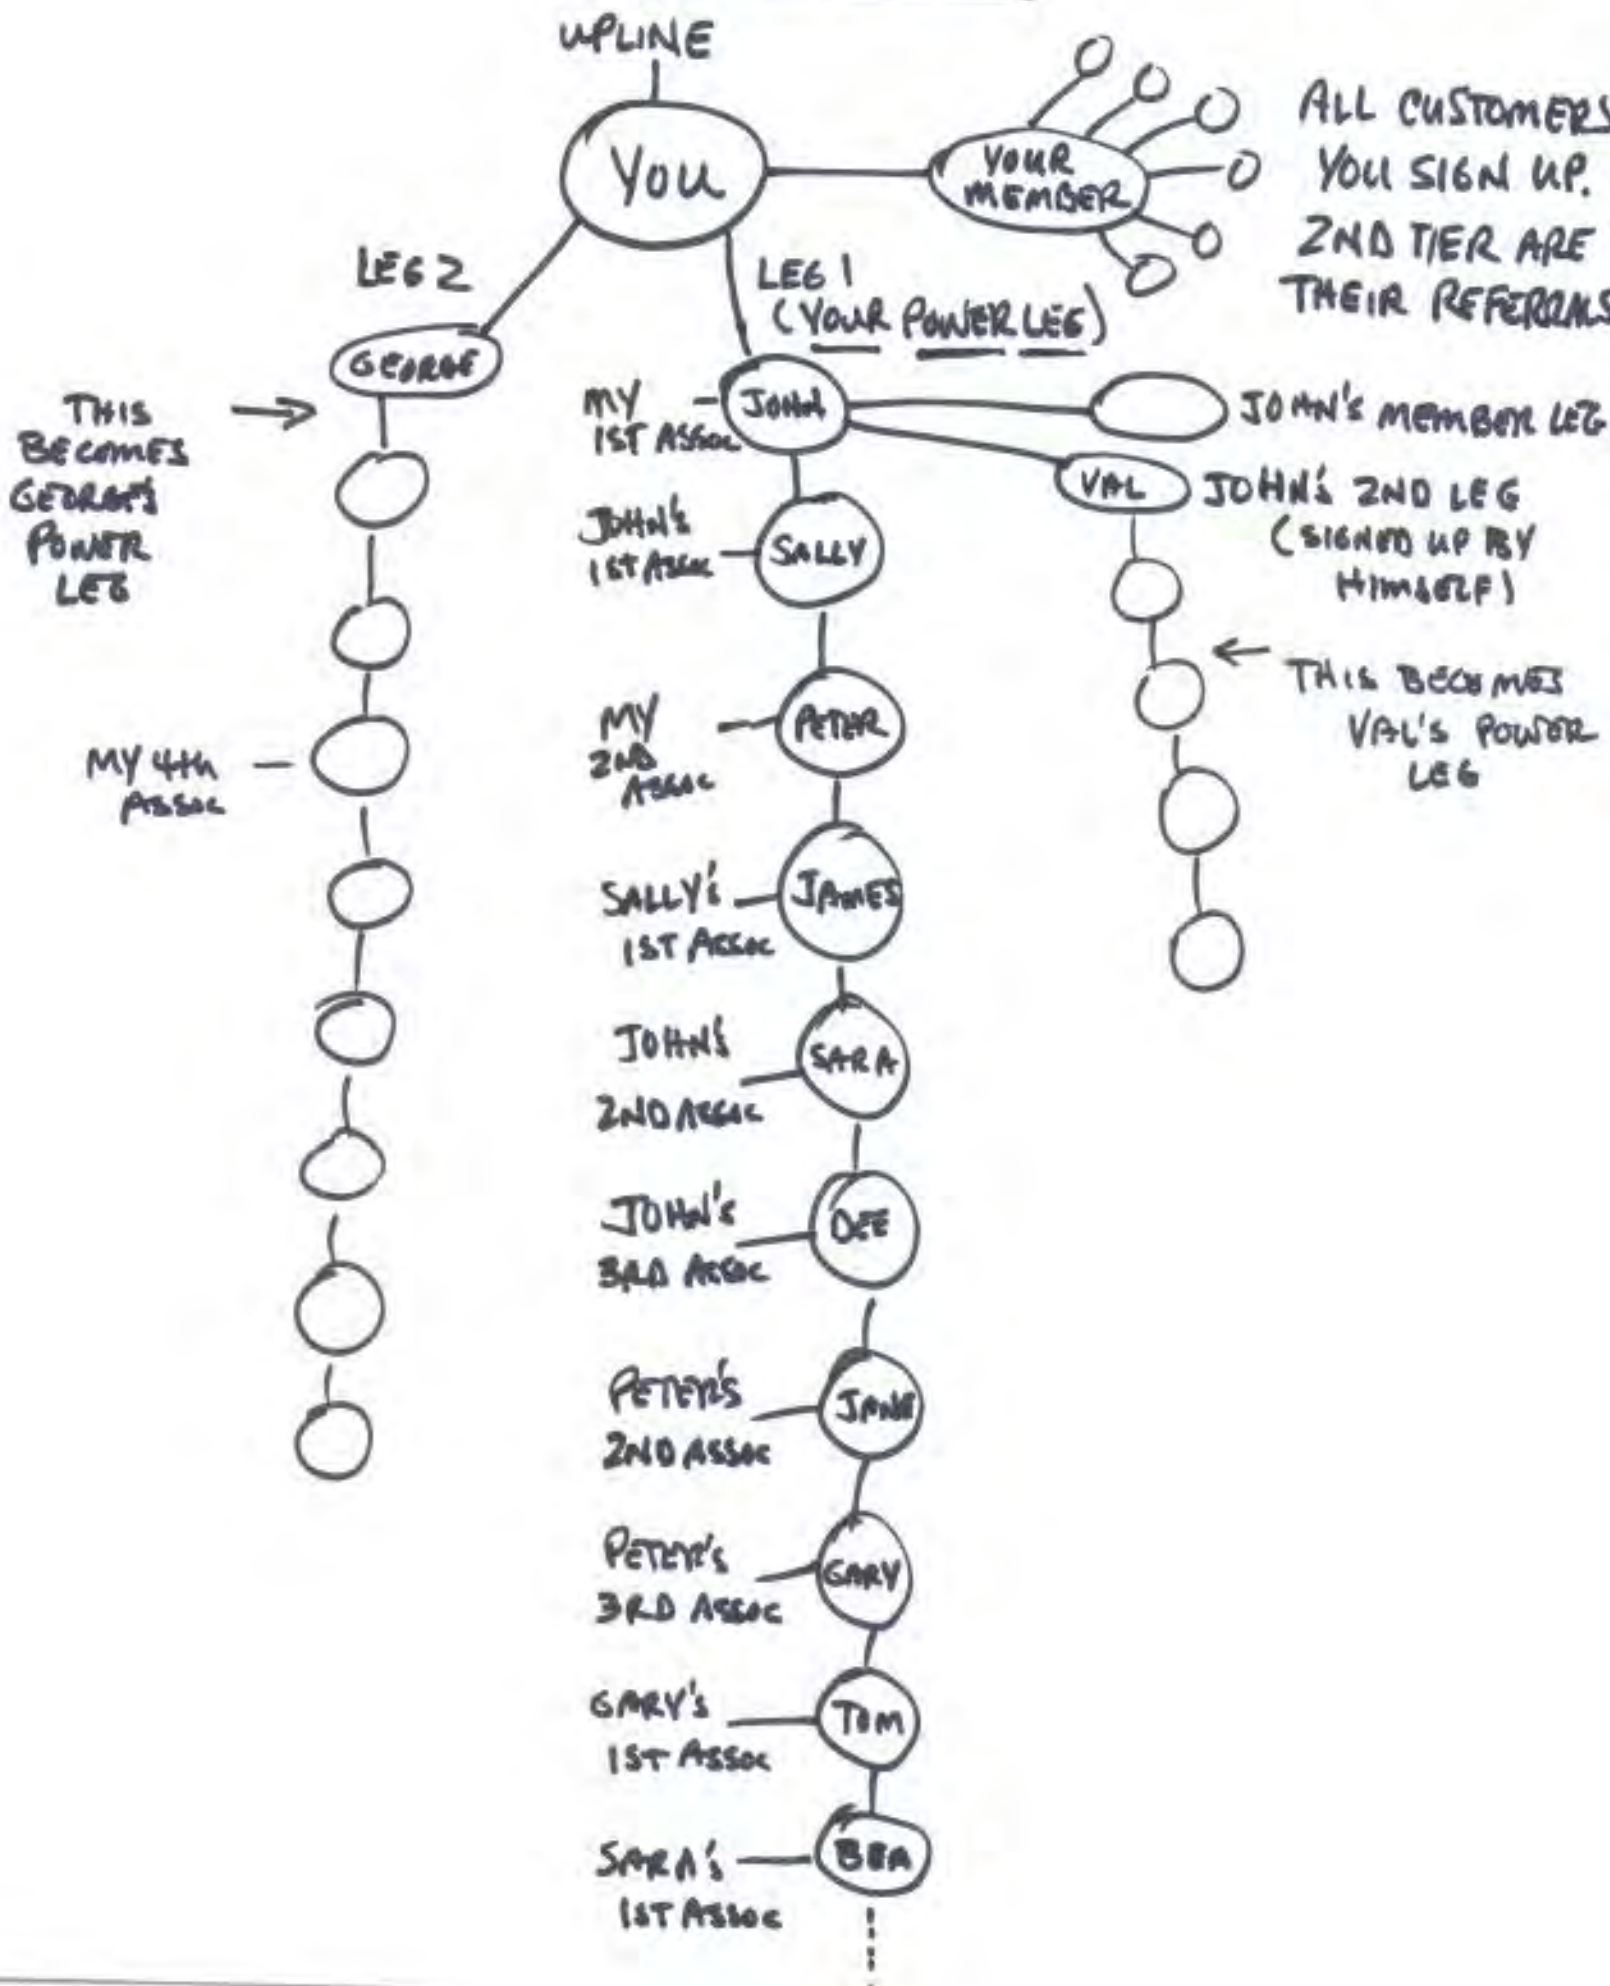 UPLINE
YOU
YOUR
MEMBER
ALL CUSTOMERS
YOU SIGN UP.
2ND TIER ARE
THEIR REFERRALS
LEG 2
LEG 1
(YOUR POWER LEG)
GEORGE
THIS
BECOMES
GEORGE'S
POWER
LEG
MY 4th
ASSOC
MY
1ST ASSOC
JOHN
JOHN'S MEMBER LEG
VAL
JOHN'S 2ND LEG
(SIGNED UP BY
HIMSELF)
THIS BECOMES
VAL'S POWER
LEG
JOHN'S
1ST ASSOC
SALLY
MY
2ND
ASSOC
PETER
SALLY'S
1ST ASSOC
JAMES
JOHN'S
2ND ASSOC
SARA
JOHN'S
3RD ASSOC
DEE
PETER'S
2ND ASSOC
JANE
PETER'S
3RD ASSOC
GARY
GARY'S
1ST ASSOC
TOM
SARA'S
1ST ASSOC
BEA